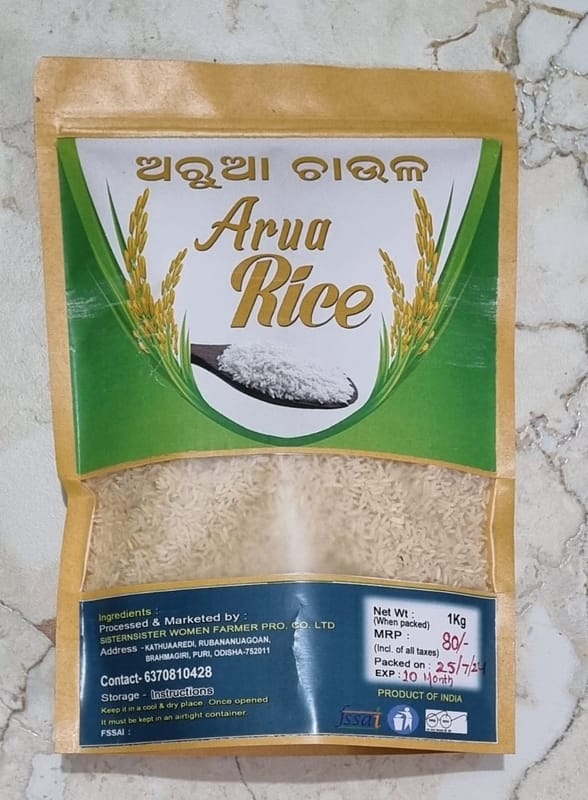 ଅରୁଆ ଚାଉଳ
Arua
Rice
Ingredients :
Processed & Marketed by :
SISTERNSISTER WOMEN FARMER PRO. CO. LTD
Address - KATHUAAREDI, RUBANANUAGOAN,
BRAHMAGIRI, PURI, ODISHA-752011
Contact- 6370810428
Storage - Instructions
Keep it in a cool & dry place. Once opened
It must be kept in an airtight container.
FSSAI :
Net Wt : 1Kg
(When packed)
MRP : 80/-
(Incl. of all taxes)
Packed on : 25/7/24
EXP : 10 Month
PRODUCT OF INDIA
fssai